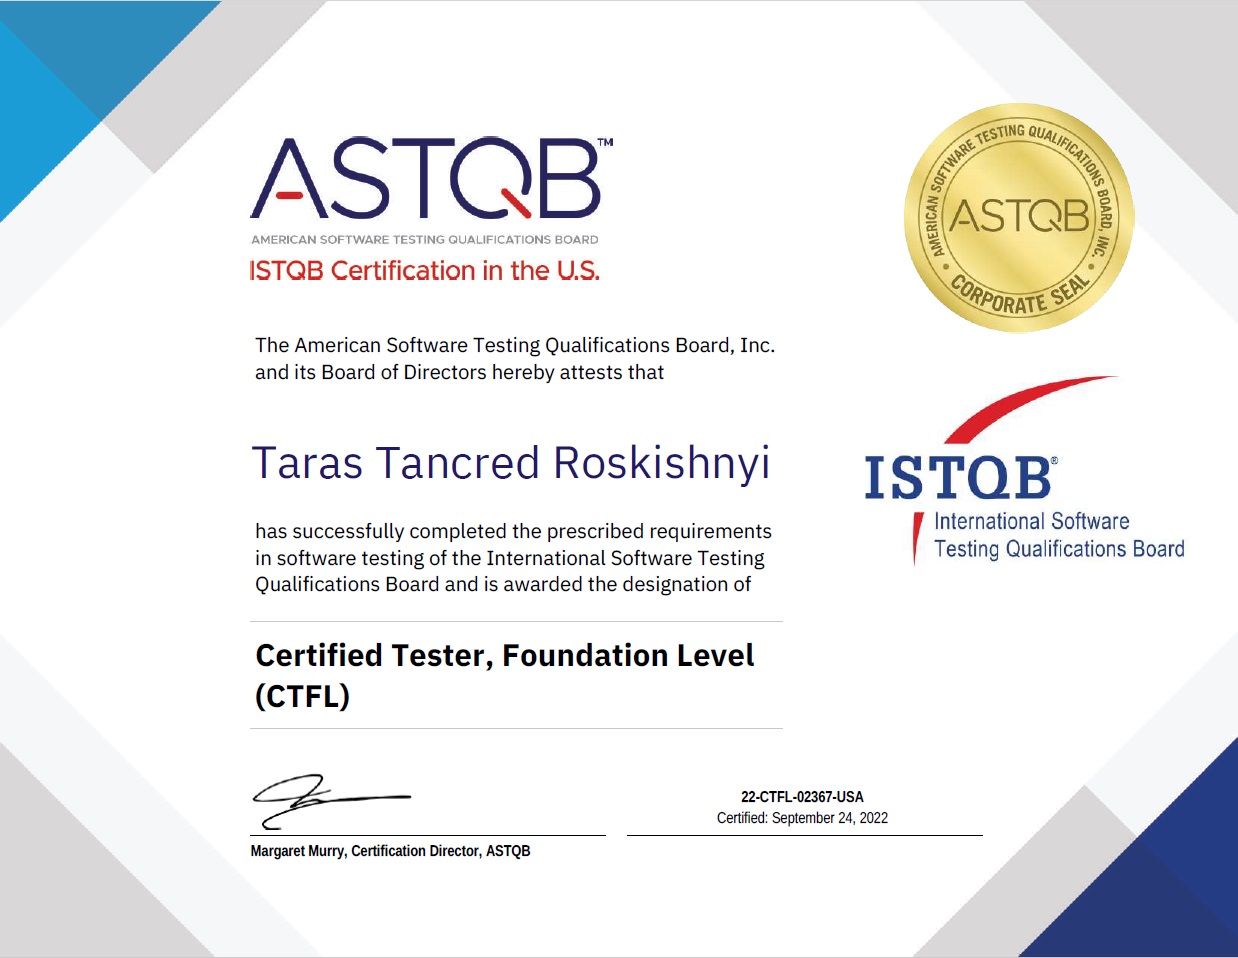 ASTQB™
AMERICAN SOFTWARE TESTING QUALIFICATIONS BOARD
ISTQB Certification in the U.S.
AMERICAN SOFTWARE TESTING QUALIFICATIONS BOARD, INC.
ASTQB
• CORPORATE SEAL •
The American Software Testing Qualifications Board, Inc.
and its Board of Directors hereby attests that
Taras Tancred Roskishnyi
ISTQB®
International Software
Testing Qualifications Board
has successfully completed the prescribed requirements
in software testing of the International Software Testing
Qualifications Board and is awarded the designation of
Certified Tester, Foundation Level
(CTFL)
22-CTFL-02367-USA
Certified: September 24, 2022
Margaret Murry, Certification Director, ASTQB